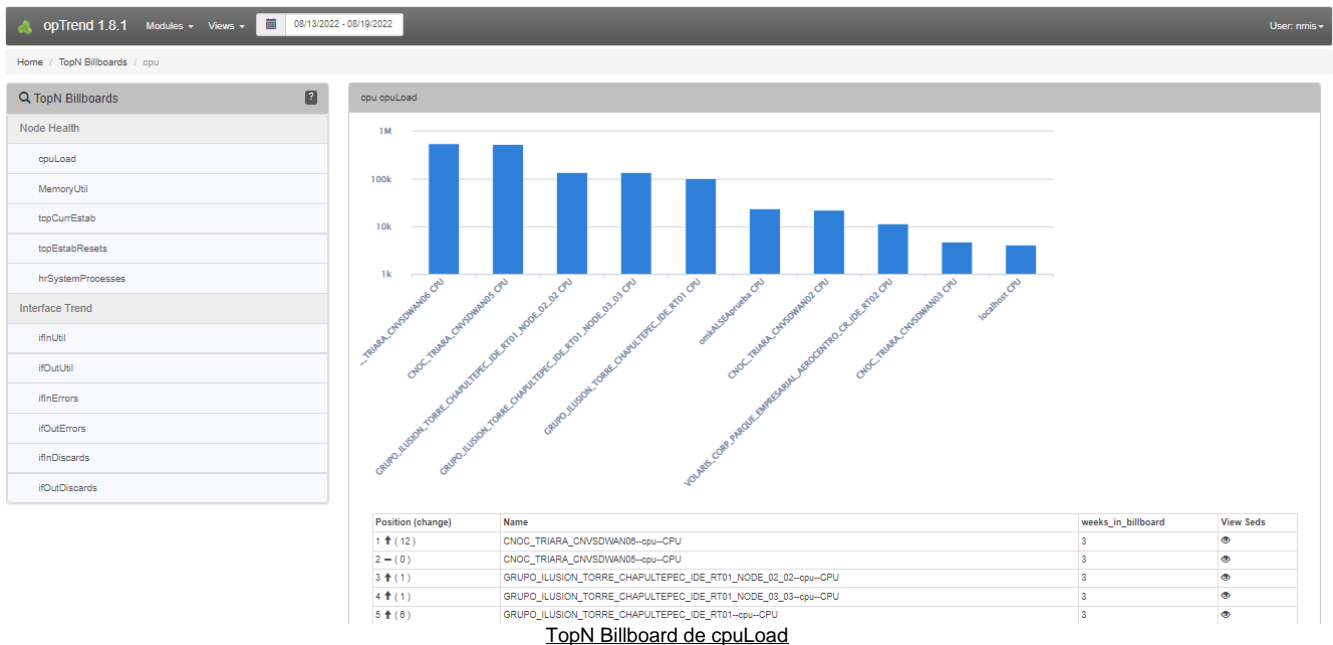 opTrend 1.8.1 Modules Views 08/13/2022 - 08/19/2022 User: nmis
Home / TopN Billboards / cpu
TopN Billboards ?
Node Health
cpuLoad
MemoryUtil
tcpCurrEstab
tcpEstabResets
hrSystemProcesses
Interface Trend
ifInUtil
ifOutUtil
ifInErrors
ifOutErrors
ifInDiscards
ifOutDiscards
cpu cpuLoad
1M
100k
10k
1k
..._TRIARA_CNVSDWAN06 CPU
CNOC_TRIARA_CNVSDWAN05 CPU
GRUPO_ILUSION_TORRE_CHAPULTEPEC_IDE_RT01_NODE_02_02 CPU
GRUPO_ILUSION_TORRE_CHAPULTEPEC_IDE_RT01_NODE_03_03 CPU
GRUPO_ILUSION_TORRE_CHAPULTEPEC_IDE_RT01 CPU
omkALSEAprueba CPU
CNOC_TRIARA_CNVSDWAN02 CPU
VOLARIS_CORP_PARQUE_EMPRESARIAL_AEROCENTRO_CR_IDE_RT02 CPU
CNOC_TRIARA_CNVSDWAN03 CPU
localhost CPU
Position (change) Name weeks_in_billboard View Seds
1 ( 12 ) CNOC_TRIARA_CNVSDWAN06--cpu--CPU 3
2 ( 0 ) CNOC_TRIARA_CNVSDWAN05--cpu--CPU 3
3 ( 1 ) GRUPO_ILUSION_TORRE_CHAPULTEPEC_IDE_RT01_NODE_02_02--cpu--CPU 3
4 ( 1 ) GRUPO_ILUSION_TORRE_CHAPULTEPEC_IDE_RT01_NODE_03_03--cpu--CPU 3
5 ( 6 ) GRUPO_ILUSION_TORRE_CHAPULTEPEC_IDE_RT01--cpu--CPU 3
TopN Billboard de cpuLoad